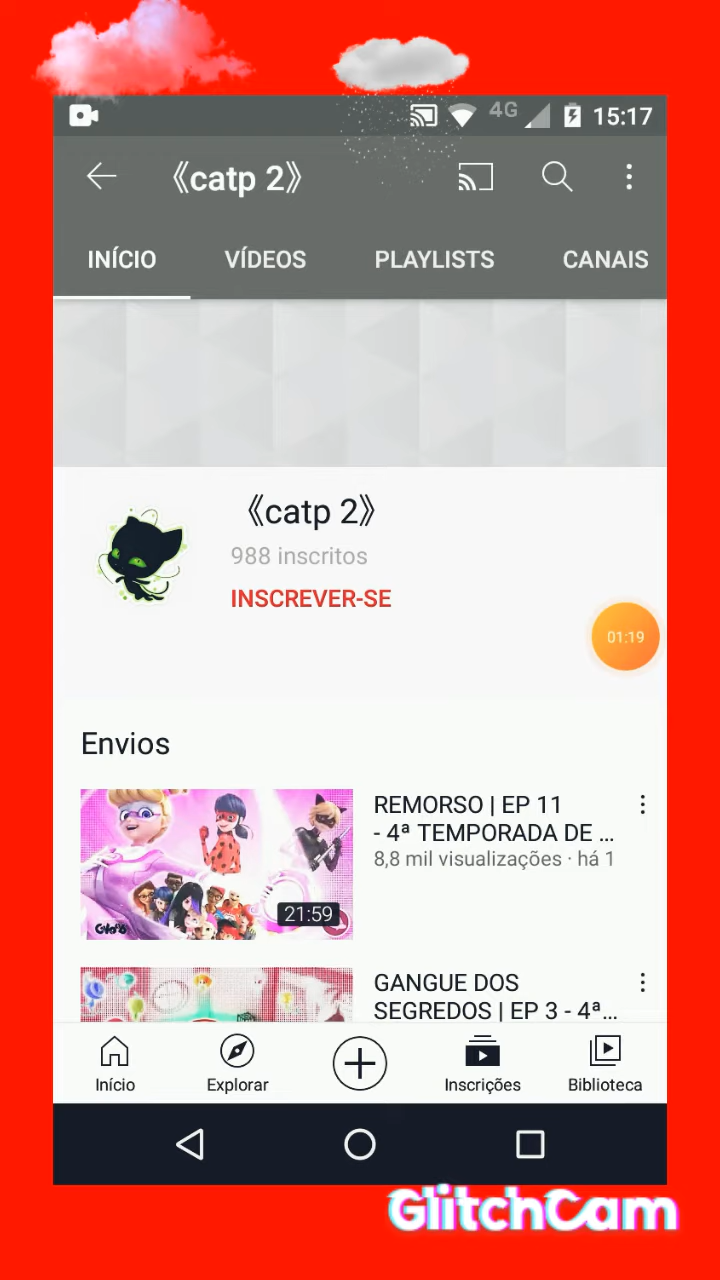 4G 15:17
《catp 2》
INÍCIO VÍDEOS PLAYLISTS CANAIS
《catp 2》
988 inscritos
INSCREVER-SE
01:19
Envios
REMORSO | EP 11
- 4ª TEMPORADA DE ...
8,8 mil visualizações · há 1
21:59
GANGUE DOS
SEGREDOS | EP 3 - 4ª...
Início Explorar Inscrições Biblioteca
GlitchCam